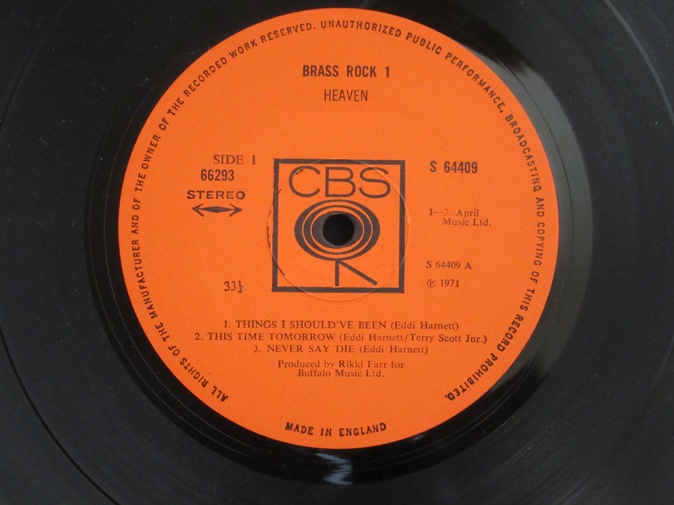 ALL RIGHTS OF THE MANUFACTURER AND OF THE OWNER OF THE RECORDED WORK RESERVED. UNAUTHORIZED PUBLIC PERFORMANCE, BROADCASTING AND COPYING OF THIS RECORD PROHIBITED.
BRASS ROCK 1
HEAVEN
SIDE 1
66293
STEREO
CBS
S 64409
1—3. April
Music Ltd.
S 64409 A
℗ 1971
33⅓
1. THINGS I SHOULD'VE BEEN (Eddi Harnett)
2. THIS TIME TOMORROW (Eddi Harnett/Terry Scott Jnr.)
3. NEVER SAY DIE (Eddi Harnett)
Produced by Rikki Farr for
Buffalo Music Ltd.
MADE IN ENGLAND